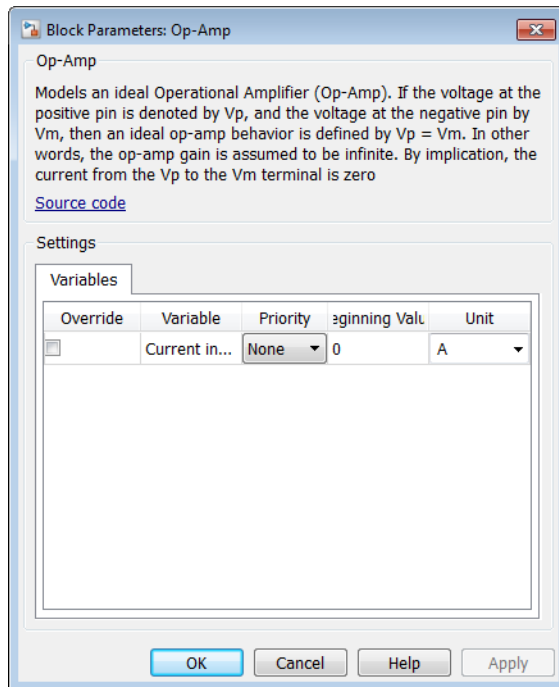 Block Parameters: Op-Amp
Op-Amp
Models an ideal Operational Amplifier (Op-Amp). If the voltage at the
positive pin is denoted by Vp, and the voltage at the negative pin by
Vm, then an ideal op-amp behavior is defined by Vp = Vm. In other
words, the op-amp gain is assumed to be infinite. By implication, the
current from the Vp to the Vm terminal is zero
Source code
Settings
Variables
Override Variable Priority eginning Valu Unit
Current in... None 0 A
OK Cancel Help Apply